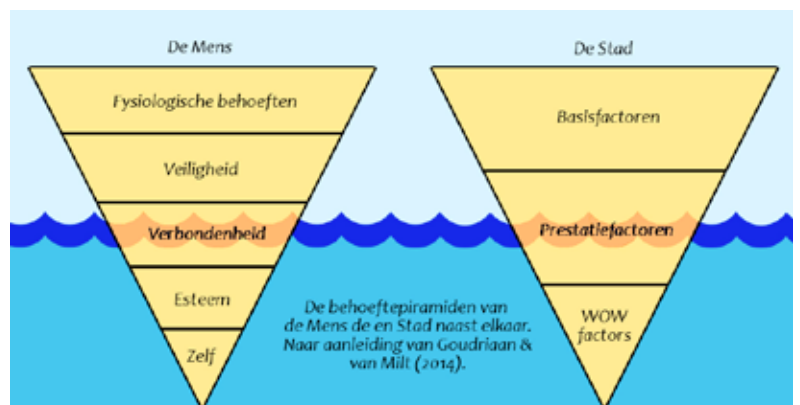 De Mens
Fysiologische behoeften
Veiligheid
Verbondenheid
Esteem
Zelf
De Stad
Basisfactoren
Prestatiefactoren
WOW
factors
De behoeftepiramiden van
de Mens de en Stad naast elkaar.
Naar aanleiding van Goudriaan &
van Milt (2014).